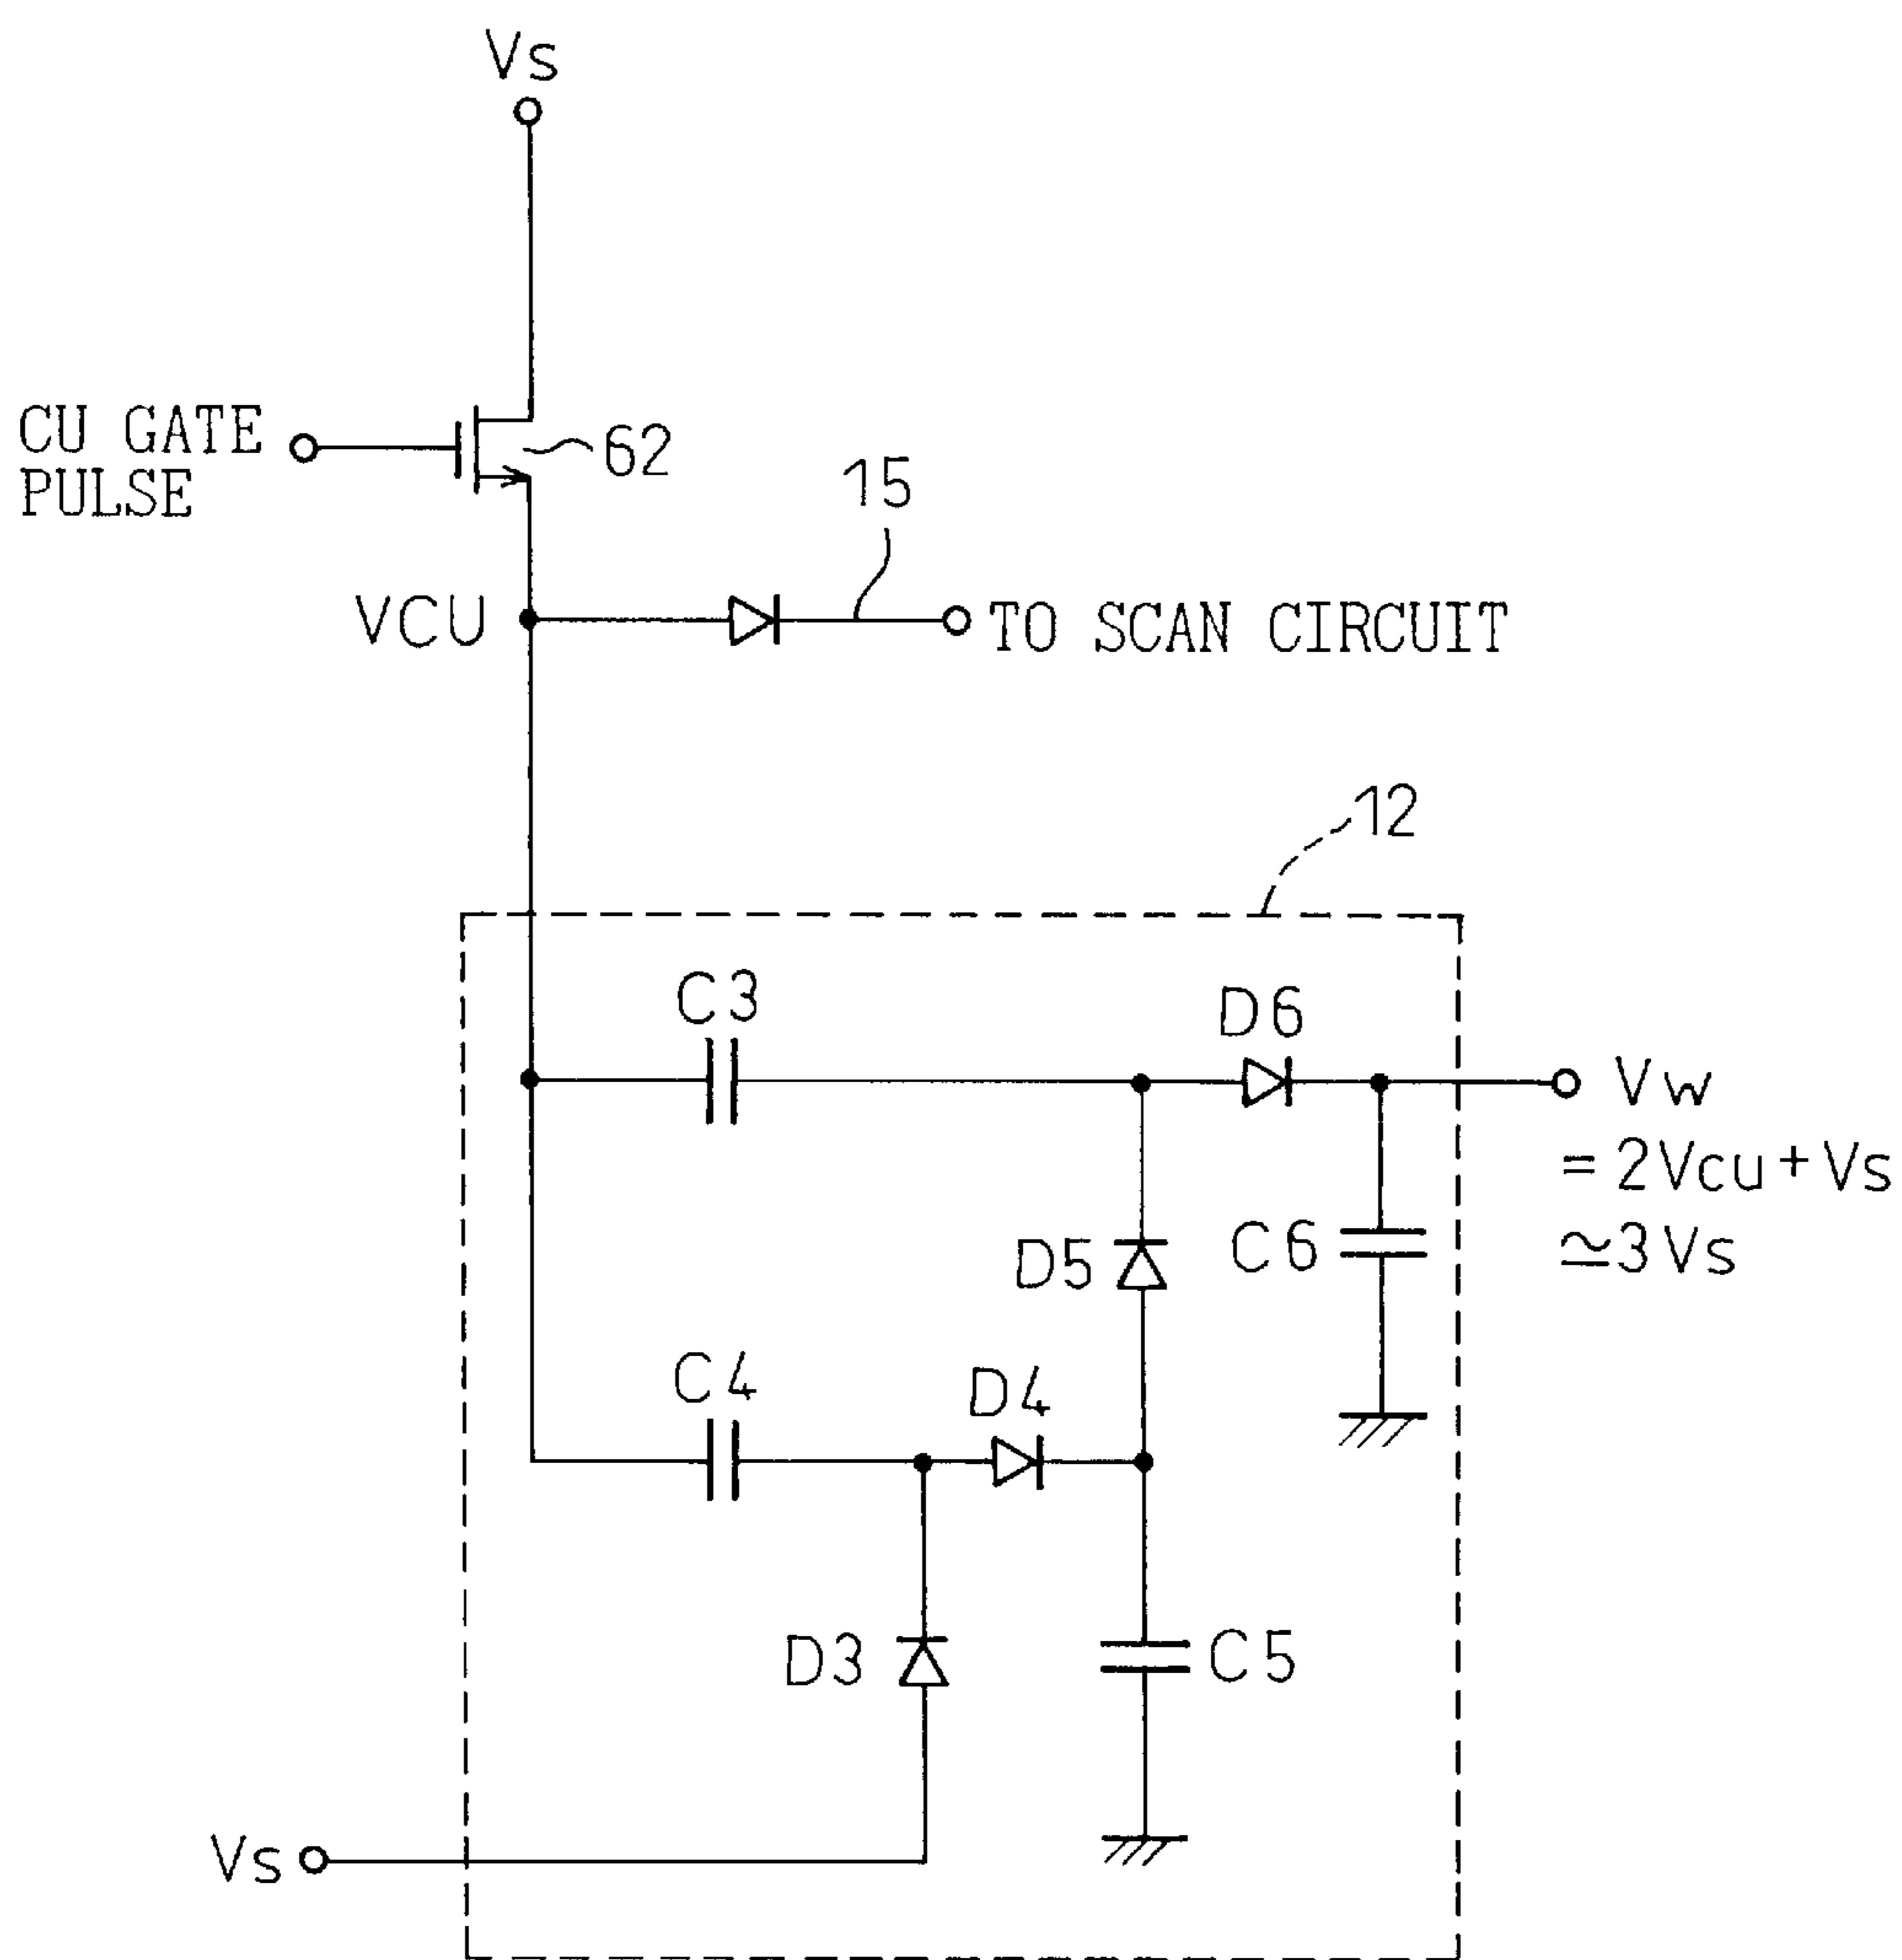 Vs
CU GATE
PULSE
62
15
VCU
TO SCAN CIRCUIT
12
C3
D6
Vw
= 2Vcu + Vs
≃3Vs
D5
C6
C4
D4
D3
C5
Vs